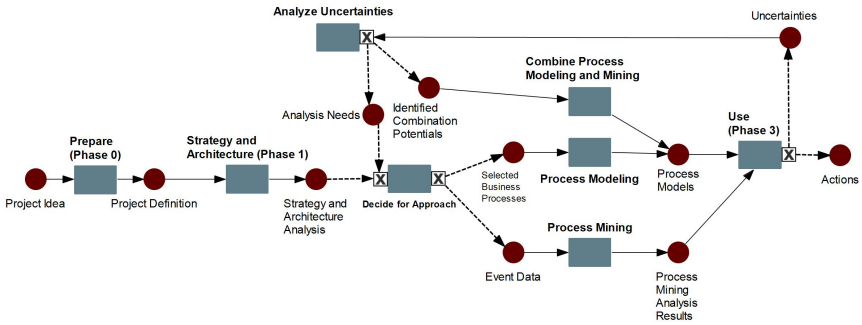 Analyze Uncertainties
X
Uncertainties
Combine Process
Modeling and Mining
Analysis Needs
Identified
Combination
Potentials
Use
(Phase 3)
X
Prepare
(Phase 0)
Strategy and
Architecture (Phase 1)
X
X
Project Idea
Project Definition
Strategy and
Architecture
Analysis
Decide for Approach
Selected
Business
Processes
Process Modeling
Process
Models
Actions
Process Mining
Event Data
Process
Mining
Analysis
Results